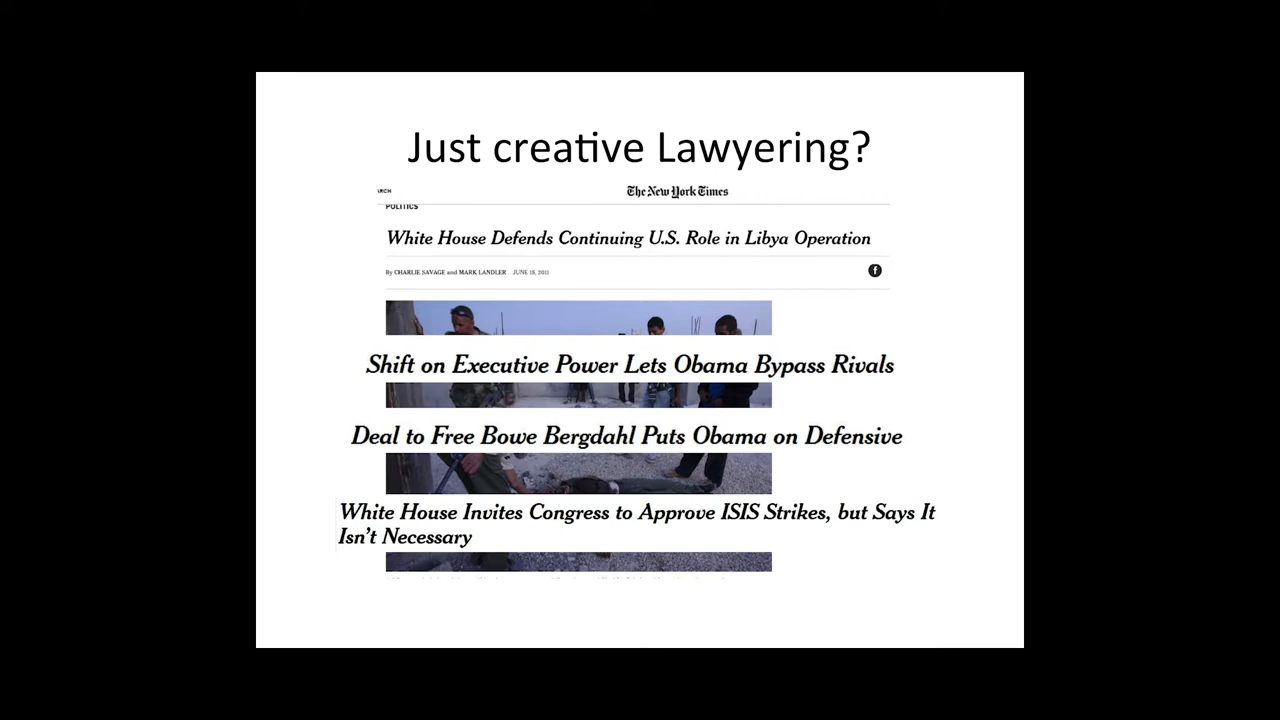 Just creative Lawyering?
ARCH
The New York Times
POLITICS
White House Defends Continuing U.S. Role in Libya Operation
By CHARLIE SAVAGE and MARK LANDLER JUNE 15, 2011
f
Shift on Executive Power Lets Obama Bypass Rivals
Deal to Free Bowe Bergdahl Puts Obama on Defensive
White House Invites Congress to Approve ISIS Strikes, but Says It
Isn't Necessary